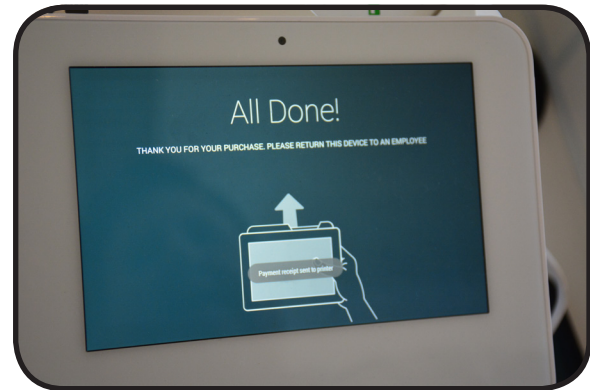 All Done!
THANK YOU FOR YOUR PURCHASE. PLEASE RETURN THIS DEVICE TO AN EMPLOYEE
Payment receipt sent to printer